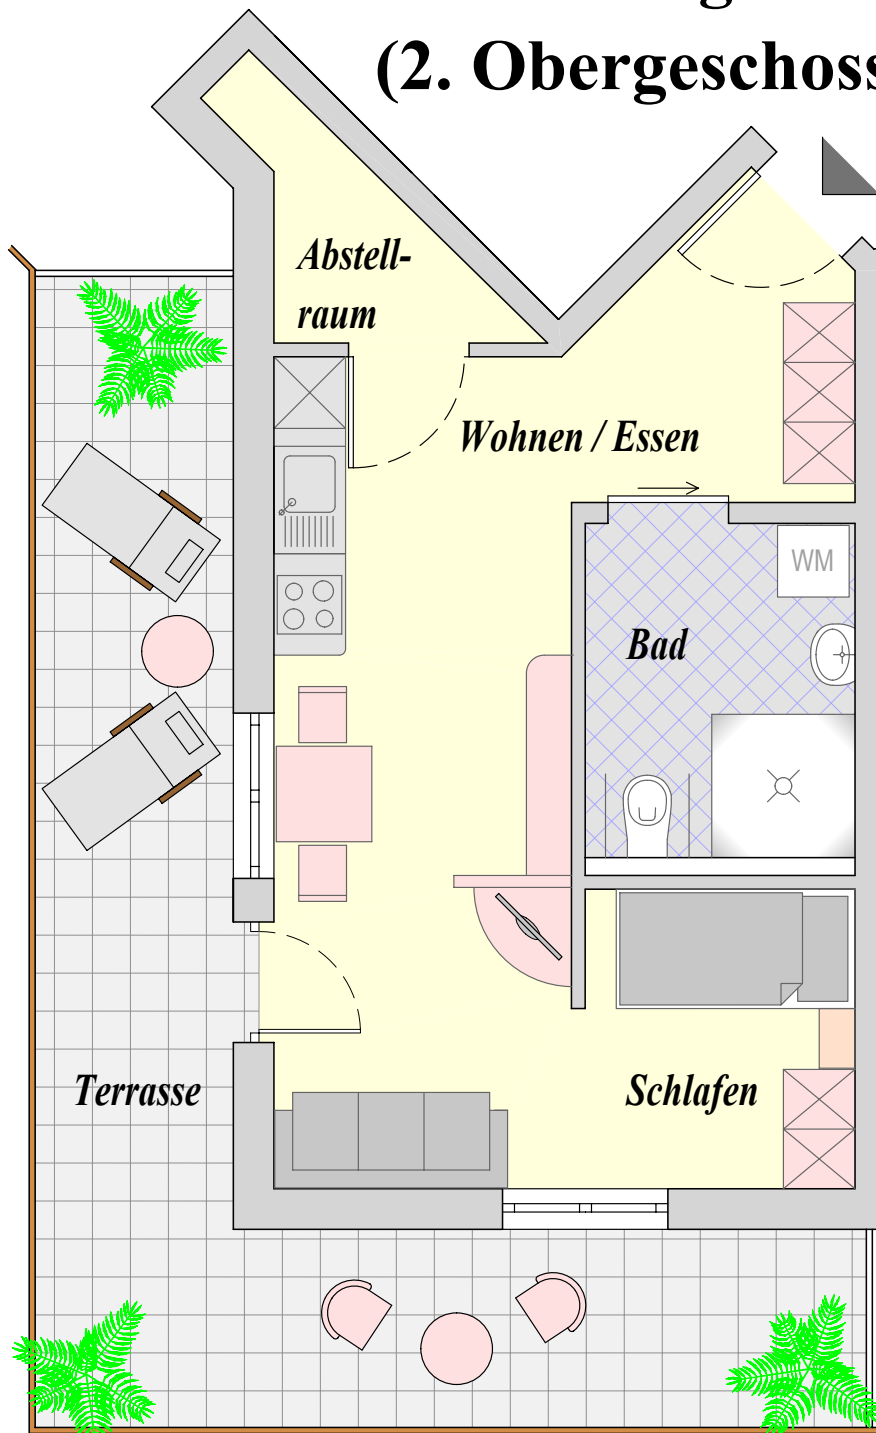 (2. Obergeschoss
Abstell-
raum
Wohnen / Essen
WM
Bad
Terrasse
Schlafen